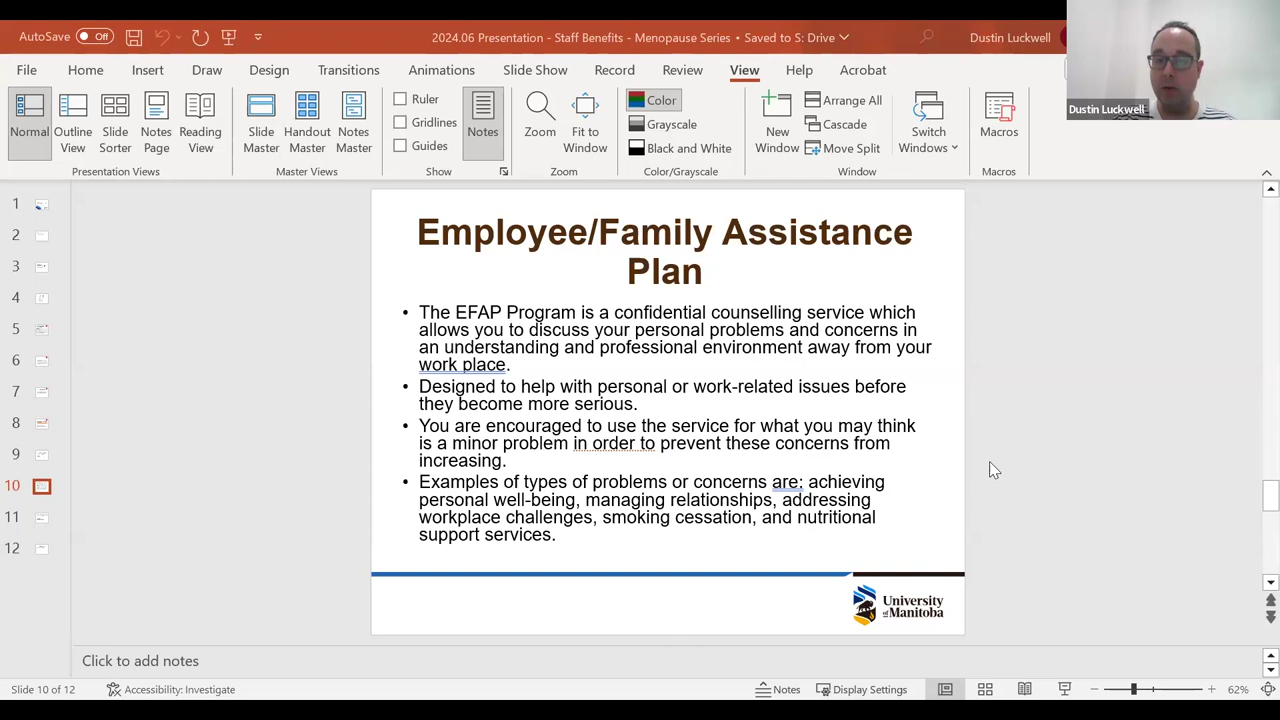 AutoSave Off
2024.06 Presentation - Staff Benefits - Menopause Series • Saved to S: Drive
Dustin Luckwell
Dustin Luckwell
File Home Insert Draw Design Transitions Animations Slide Show Record Review View Help Acrobat
Normal
Outline View
Slide Sorter
Notes Page
Reading View
Presentation Views
Slide Master
Handout Master
Notes Master
Master Views
Ruler
Gridlines
Guides
Show
Notes
Zoom
Fit to Window
Zoom
Color
Grayscale
Black and White
Color/Grayscale
New Window
Arrange All
Cascade
Move Split
Switch Windows
Window
Macros
Macros
1
2
3
4
5
6
7
8
9
10
11
12
Employee/Family Assistance
Plan
• The EFAP Program is a confidential counselling service which
allows you to discuss your personal problems and concerns in
an understanding and professional environment away from your
work place.
• Designed to help with personal or work-related issues before
they become more serious.
• You are encouraged to use the service for what you may think
is a minor problem in order to prevent these concerns from
increasing.
• Examples of types of problems or concerns are: achieving
personal well-being, managing relationships, addressing
workplace challenges, smoking cessation, and nutritional
support services.
University
of Manitoba
Click to add notes
Slide 10 of 12
Accessibility: Investigate
Notes
Display Settings
62%